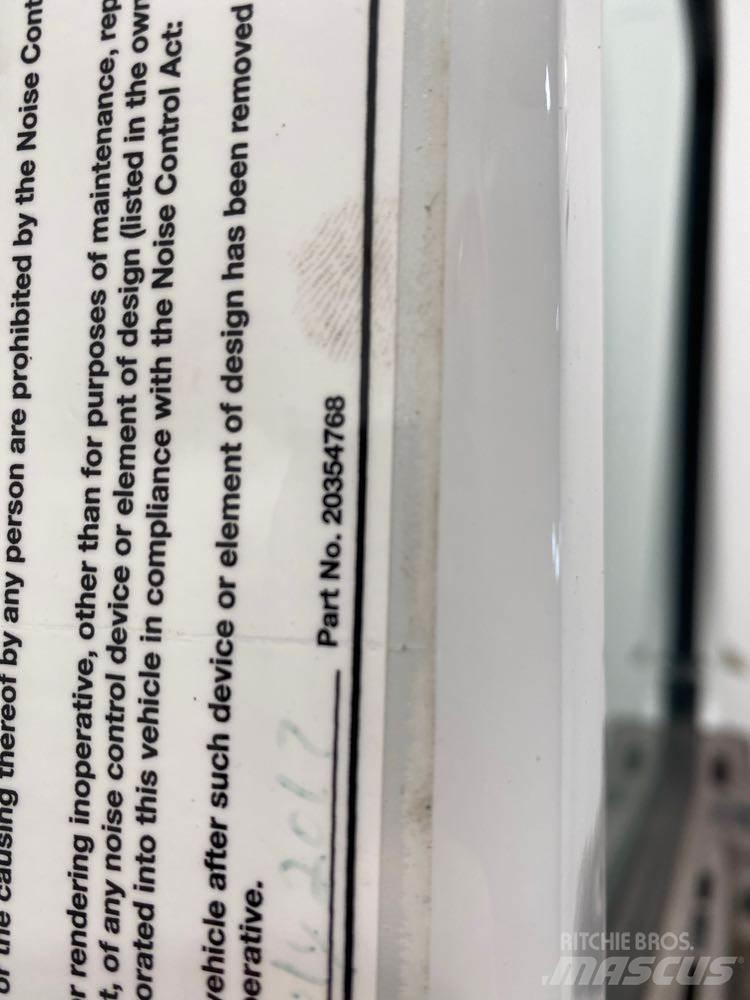 the causing thereof by any person are prohibited by the Noise Cont
r rendering inoperative, other than for purposes of maintenance, rep
t, of any noise control device or element of design (listed in the own
orated into this vehicle in compliance with the Noise Control Act:
vehicle after such device or element of design has been removed
perative.
2017
Part No. 20354768
RITCHIE BROS.
MASCUS